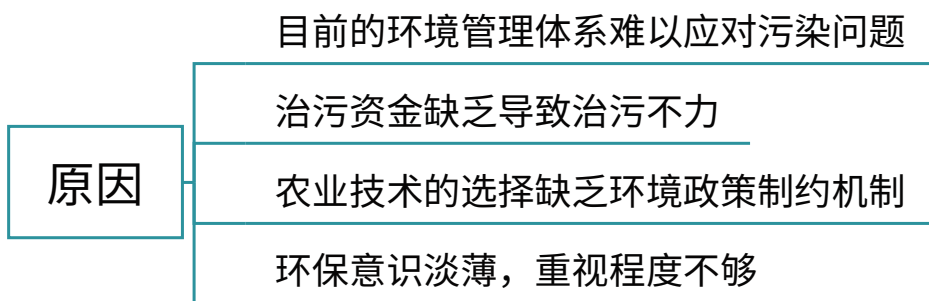 目前的环境管理体系难以应对污染问题
治污资金缺乏导致治污不力
原因
农业技术的选择缺乏环境政策制约机制
环保意识淡薄，重视程度不够